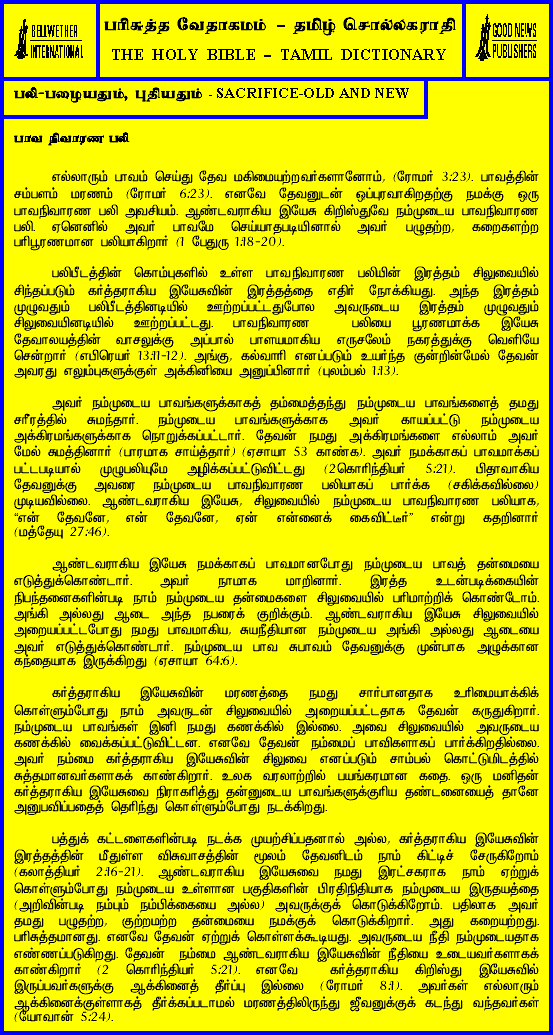 BELLWETHER
INTERNATIONAL
பரிசுத்த வேதாகமம் – தமிழ் சொல்லகராதி
THE HOLY BIBLE – TAMIL DICTIONARY
GOOD NEWS
PUBLISHERS
பலி-பழையதும், புதியதும் - SACRIFICE-OLD AND NEW
பாவ நிவாரண பலி
எல்லாரும் பாவம் செய்து தேவ மகிமையற்றவர்களானோம், (ரோமர் 3:23). பாவத்தின்
சம்பளம் மரணம் (ரோமர் 6:23). எனவே தேவனுடன் ஒப்புரவாகிறதற்கு நமக்கு ஒரு
பாவநிவாரண பலி அவசியம். ஆண்டவராகிய இயேசு கிறிஸ்துவே நம்முடைய பாவநிவாரண
பலி. ஏனெனில் அவர் பாவமே செய்யாதபடியினால் அவர் பழுதற்ற, கறைகளற்ற
பரிபூரணமான பலியாகிறார் (1 பேதுரு 1:18-20).
பலிபீடத்தின் கொம்புகளில் உள்ள பாவநிவாரண பலியின் இரத்தம் சிலுவையில்
சிந்தப்படும் கர்த்தராகிய இயேசுவின் இரத்தத்தை எதிர் நோக்கியது. அந்த இரத்தம்
முழுவதும் பலிபீடத்தினடியில் ஊற்றப்பட்டதுபோல அவருடைய இரத்தம் முழுவதும்
சிலுவையினடியில் ஊற்றப்பட்டது. பாவநிவாரண பலியை பூரணமாக்க இயேசு
தேவாலயத்தின் வாசலுக்கு அப்பால் பாளயமாகிய எருசலேம் நகரத்துக்கு வெளியே
சென்றார் (எபிரெயர் 13:11-12). அங்கு, கல்வாரி எனப்படும் உயர்ந்த குன்றின்மேல் தேவன்
அவரது எலும்புகளுக்குள் அக்கினியை அனுப்பினார் (புலம்பல் 1:13).
அவர் நம்முடைய பாவங்களுக்காகத் தம்மைத்தந்து நம்முடைய பாவங்களைத் தமது
சரீரத்தில் சுமந்தார். நம்முடைய பாவங்களுக்காக அவர் காயப்பட்டு நம்முடைய
அக்கிரமங்களுக்காக நொறுக்கப்பட்டார். தேவன் நமது அக்கிரமங்களை எல்லாம் அவர்
மேல் சுமத்தினார் (பாரமாக சாய்த்தார்) (ஏசாயா 53 காண்க). அவர் நமக்காகப் பாவமாக்கப்
பட்டபடியால் முழுபலியுமே அழிக்கப்பட்டுவிட்டது (2கொரிந்தியர் 5:21). பிதாவாகிய
தேவனுக்கு அவரை நம்முடைய பாவநிவாரண பலியாகப் பார்க்க (சகிக்கவில்லை)
முடியவில்லை. ஆண்டவராகிய இயேசு, சிலுவையில் நம்முடைய பாவநிவாரண பலியாக,
“என் தேவனே, என் தேவனே, ஏன் என்னைக் கைவிட்டீர்” என்று கதறினார்
(மத்தேயு 27:46).
ஆண்டவராகிய இயேசு நமக்காகப் பாவமானபோது நம்முடைய பாவத் தன்மையை
எடுத்துக்கொண்டார். அவர் நாமாக மாறினார். இரத்த உடன்படிக்கையின்
நிபந்தனைகளின்படி நாம் நம்முடைய தன்மைகளை சிலுவையில் பரிமாற்றிக் கொண்டோம்.
அங்கி அல்லது ஆடை அந்த நபரைக் குறிக்கும். ஆண்டவராகிய இயேசு சிலுவையில்
அறையப்பட்டபோது நமது பாவமாகிய, சுயநீதியான நம்முடைய அங்கி அல்லது ஆடையை
அவர் எடுத்துக்கொண்டார். நம்முடைய பாவ சுபாவம் தேவனுக்கு முன்பாக அழுக்கான
கந்தையாக இருக்கிறது (ஏசாயா 64:6).
கர்த்தராகிய இயேசுவின் மரணத்தை நமது சார்பானதாக உரிமையாக்கிக்
கொள்ளும்போது நாம் அவருடன் சிலுவையில் அறையப்பட்டதாக தேவன் கருதுகிறார்.
நம்முடைய பாவங்கள் இனி நமது கணக்கில் இல்லை. அவை சிலுவையில் அவருடைய
கணக்கில் வைக்கப்பட்டுவிட்டன. எனவே தேவன் நம்மைப் பாவிகளாகப் பார்க்கிறதில்லை.
அவர் நம்மை கர்த்தராகிய இயேசுவின் சிலுவை எனப்படும் சாம்பல் கொட்டுமிடத்தில்
சுத்தமானவர்களாகக் காண்கிறார். உலக வரலாற்றில் பயங்கரமான கதை. ஒரு மனிதன்
கர்த்தராகிய இயேசுவை நிராகரித்து தன்னுடைய பாவங்களுக்குரிய தண்டனையைத் தானே
அனுபவிப்பதைத் தெரிந்து கொள்ளும்போது நடக்கிறது.
பத்துக் கட்டளைகளின்படி நடக்க முயற்சிப்பதனால் அல்ல, கர்த்தராகிய இயேசுவின்
இரத்தத்தின் மீதுள்ள விசுவாசத்தின் மூலம் தேவனிடம் நாம் கிட்டிச் சேருகிறோம்
(கலாத்தியர் 2:16-21). ஆண்டவராகிய இயேசுவை நமது இரட்சகராக நாம் ஏற்றுக்
கொள்ளும்போது நம்முடைய உள்ளான பகுதிகளின் பிரதிநிதியாக நம்முடைய இருதயத்தை
(அறிவின்படி நம்பும் நம்பிக்கையை அல்ல) அவருக்குக் கொடுக்கிறோம். பதிலாக அவர்
தமது பழுதற்ற, குற்றமற்ற தன்மையை நமக்குக் கொடுக்கிறார். அது கறையற்றது.
பரிசுத்தமானது. எனவே தேவன் ஏற்றுக் கொள்ளக்கூடியது. அவருடைய நீதி நம்முடையதாக
எண்ணப்படுகிறது. தேவன் நம்மை ஆண்டவராகிய இயேசுவின் நீதியை உடையவர்களாகக்
காண்கிறார் (2 கொரிந்தியர் 5:21). எனவே கர்த்தராகிய கிறிஸ்து இயேசுவில்
இருப்பவர்களுக்கு ஆக்கினைத் தீர்ப்பு இல்லை (ரோமர் 8:1). அவர்கள் எல்லாரும்
ஆக்கினைக்குள்ளாகத் தீர்க்கப்படாமல் மரணத்திலிருந்து ஜீவனுக்குக் கடந்து வந்தவர்கள்
(யோவான் 5:24).